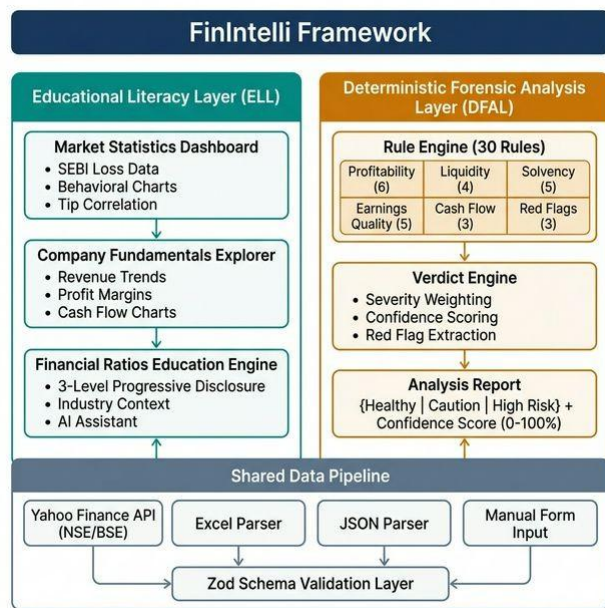 FinIntelli Framework
Educational Literacy Layer (ELL)
Market Statistics Dashboard
• SEBI Loss Data
• Behavioral Charts
• Tip Correlation
Company Fundamentals Explorer
• Revenue Trends
• Profit Margins
• Cash Flow Charts
Financial Ratios Education Engine
• 3-Level Progressive Disclosure
• Industry Context
• AI Assistant
Deterministic Forensic Analysis
Layer (DFAL)
Rule Engine (30 Rules)
Profitability
(6)
Liquidity
(4)
Solvency
(5)
Earnings
Quality (5)
Cash Flow
(3)
Red Flags
(3)
Verdict Engine
• Severity Weighting
• Confidence Scoring
• Red Flag Extraction
Analysis Report
{Healthy | Caution | High Risk} +
Confidence Score (0-100%)
Shared Data Pipeline
Yahoo Finance API
(NSE/BSE)
Excel Parser
JSON Parser
Manual Form
Input
Zod Schema Validation Layer